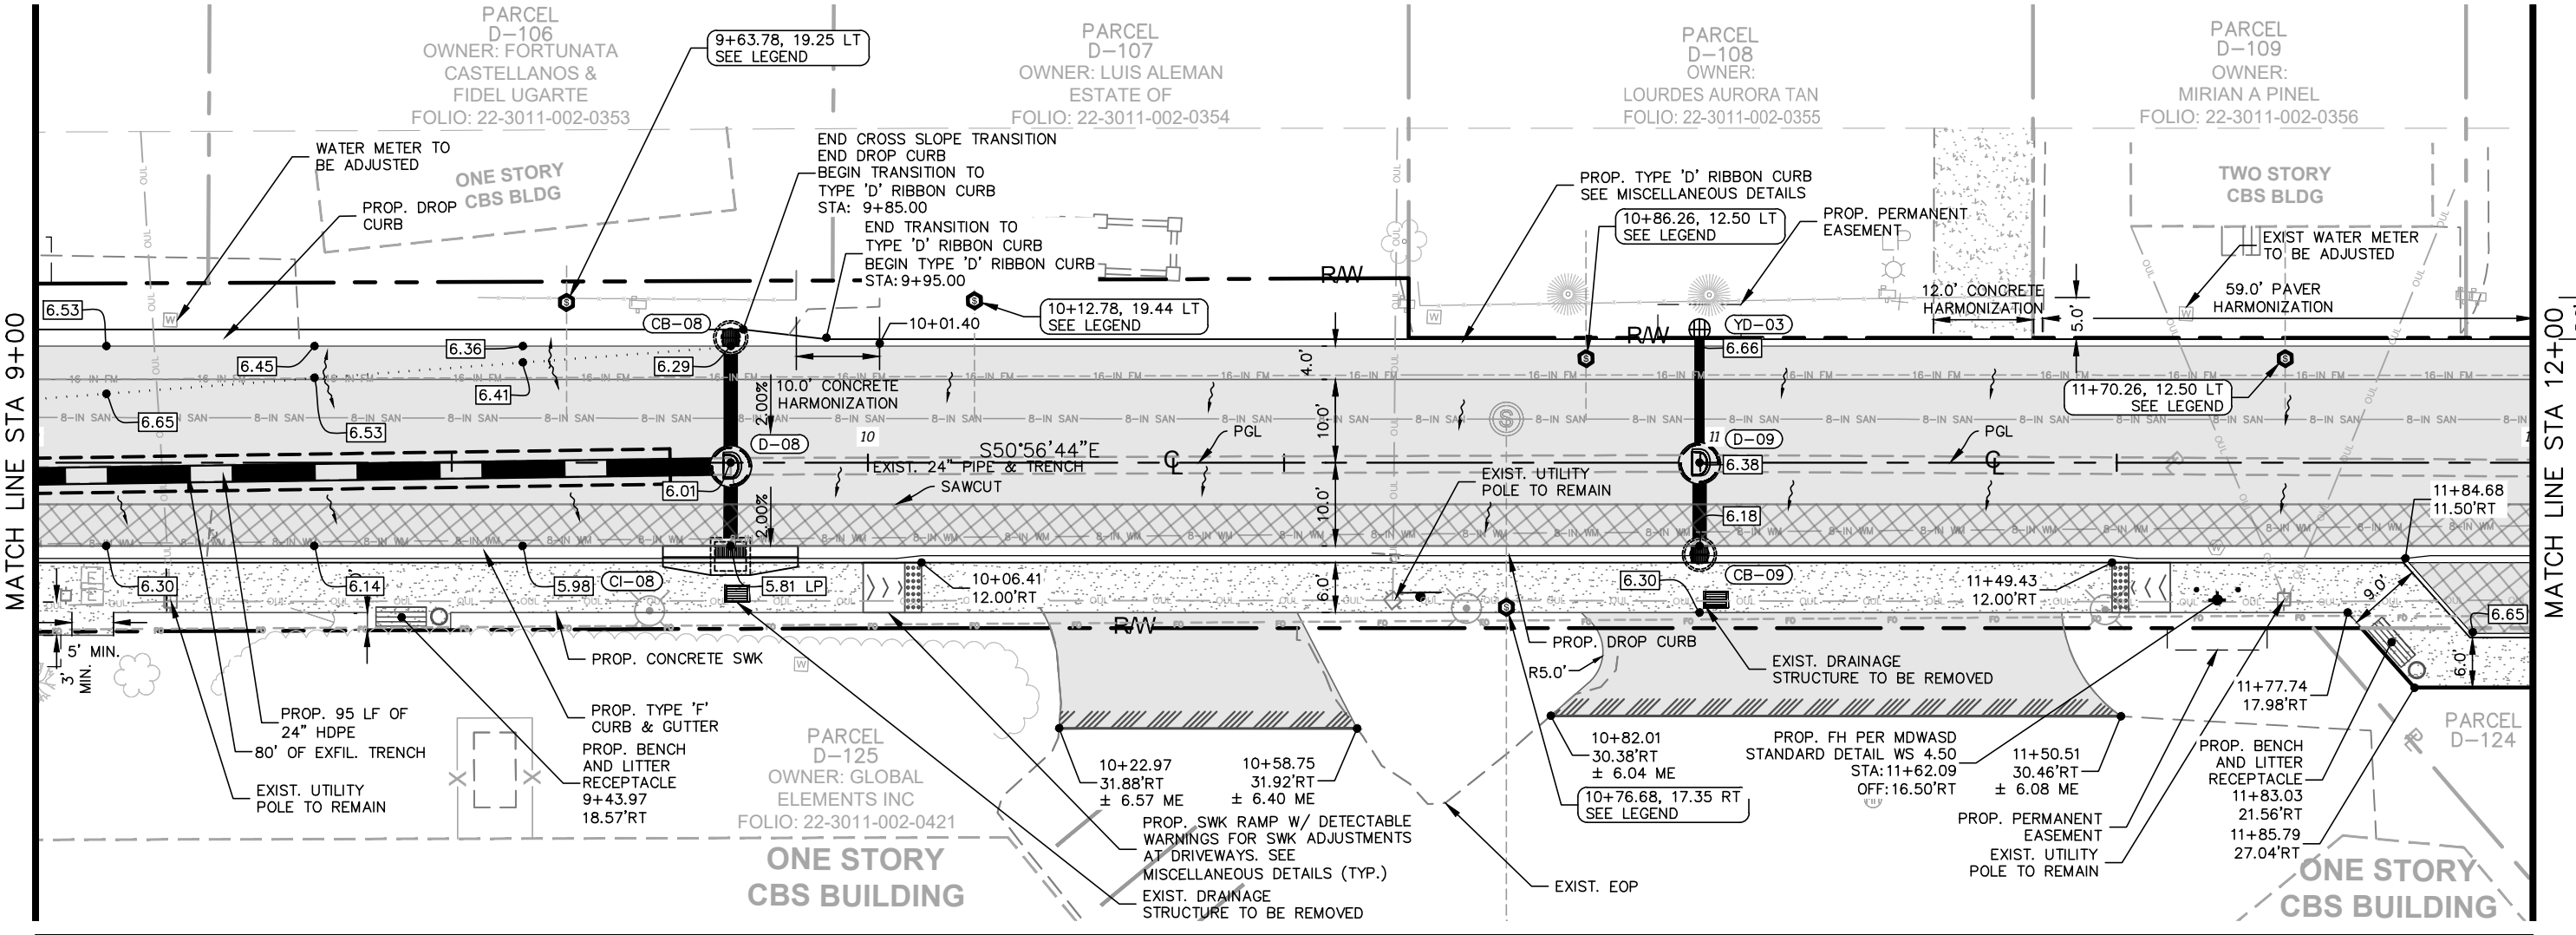 PARCEL
D-106
OWNER: FORTUNATA
CASTELLANOS &
FIDEL UGARTE
FOLIO: 22-3011-002-0353
9+63.78, 19.25 LT
SEE LEGEND
PARCEL
D-107
OWNER: LUIS ALEMAN
ESTATE OF
FOLIO: 22-3011-002-0354
PARCEL
D-108
OWNER:
LOURDES AURORA TAN
FOLIO: 22-3011-002-0355
PARCEL
D-109
OWNER:
MIRIAN A PINEL
FOLIO: 22-3011-002-0356
WATER METER TO
BE ADJUSTED
ONE STORY
CBS BLDG
PROP. DROP
CURB
END CROSS SLOPE TRANSITION
END DROP CURB
BEGIN TRANSITION TO
TYPE 'D' RIBBON CURB
STA: 9+85.00
END TRANSITION TO
TYPE 'D' RIBBON CURB
BEGIN TYPE 'D' RIBBON CURB
STA:9+95.00
PROP. TYPE 'D' RIBBON CURB
SEE MISCELLANEOUS DETAILS
10+86.26, 12.50 LT
SEE LEGEND
PROP. PERMANENT
EASEMENT
TWO STORY
CBS BLDG
EXIST WATER METER
TO BE ADJUSTED
R/W
12.0' CONCRETE
HARMONIZATION
59.0' PAVER
HARMONIZATION
5.0'
MATCH LINE STA 9+00
MATCH LINE STA 12+00
6.53
CB-08
10+01.40
10+12.78, 19.44 LT
SEE LEGEND
R/W
YD-03
6.66
6.45
6.36
6.29
4.0'
16-IN FM
6.41
2.00%
10.0' CONCRETE
HARMONIZATION
11+70.26, 12.50 LT
SEE LEGEND
6.65
6.53
8-IN SAN
10.0'
D-08
10
S50°56'44"E
PGL
11
D-09
PGL
6.38
EXIST. 24" PIPE & TRENCH
SAWCUT
6.01
2.00%
10.0'
EXIST. UTILITY
POLE TO REMAIN
6.18
11+84.68
11.50'RT
8-IN WM
6.30
6.14
5.98
CI-08
5.81 LP
10+06.41
12.00'RT
6.0'
6.30
CB-09
11+49.43
12.00'RT
9.0'
6.65
OUL
FO
R/W
5' MIN.
3'
MIN.
PROP. CONCRETE SWK
PROP. DROP CURB
R5.0'
EXIST. DRAINAGE
STRUCTURE TO BE REMOVED
6.0'
11+77.74
17.98'RT
PROP. 95 LF OF
24" HDPE
80' OF EXFIL. TRENCH
PROP. TYPE 'F'
CURB & GUTTER
PROP. BENCH
AND LITTER
RECEPTACLE
9+43.97
18.57'RT
EXIST. UTILITY
POLE TO REMAIN
PARCEL
D-125
OWNER: GLOBAL
ELEMENTS INC
FOLIO: 22-3011-002-0421
ONE STORY
CBS BUILDING
10+22.97
31.88'RT
± 6.57 ME
10+58.75
31.92'RT
± 6.40 ME
10+82.01
30.38'RT
± 6.04 ME
10+76.68, 17.35 RT
SEE LEGEND
PROP. FH PER MDWASD
STANDARD DETAIL WS 4.50
STA:11+62.09
OFF:16.50'RT
11+50.51
30.46'RT
± 6.08 ME
PROP. SWK RAMP W/ DETECTABLE
WARNINGS FOR SWK ADJUSTMENTS
AT DRIVEWAYS. SEE
MISCELLANEOUS DETAILS (TYP.)
EXIST. DRAINAGE
STRUCTURE TO BE REMOVED
EXIST. EOP
PROP. PERMANENT
EASEMENT
EXIST. UTILITY
POLE TO REMAIN
PROP. BENCH
AND LITTER
RECEPTACLE
11+83.03
21.56'RT
11+85.79
27.04'RT
PARCEL
D-124
ONE STORY
CBS BUILDING